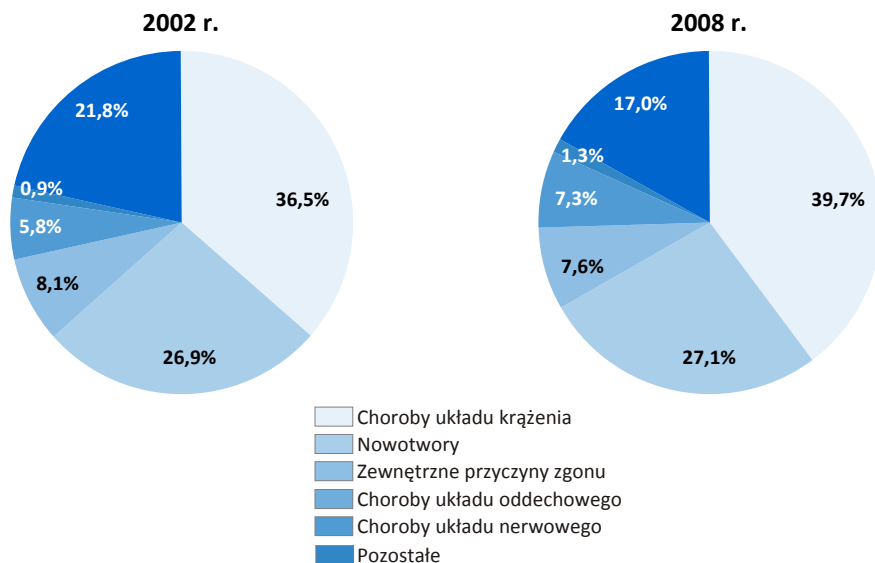 2002 r.
2008 r.
21,8%
0,9%
5,8%
8,1%
26,9%
36,5%
17,0%
1,3%
7,3%
7,6%
27,1%
39,7%
Choroby układu krążenia
Nowotwory
Zewnętrzne przyczyny zgonu
Choroby układu oddechowego
Choroby układu nerwowego
Pozostałe